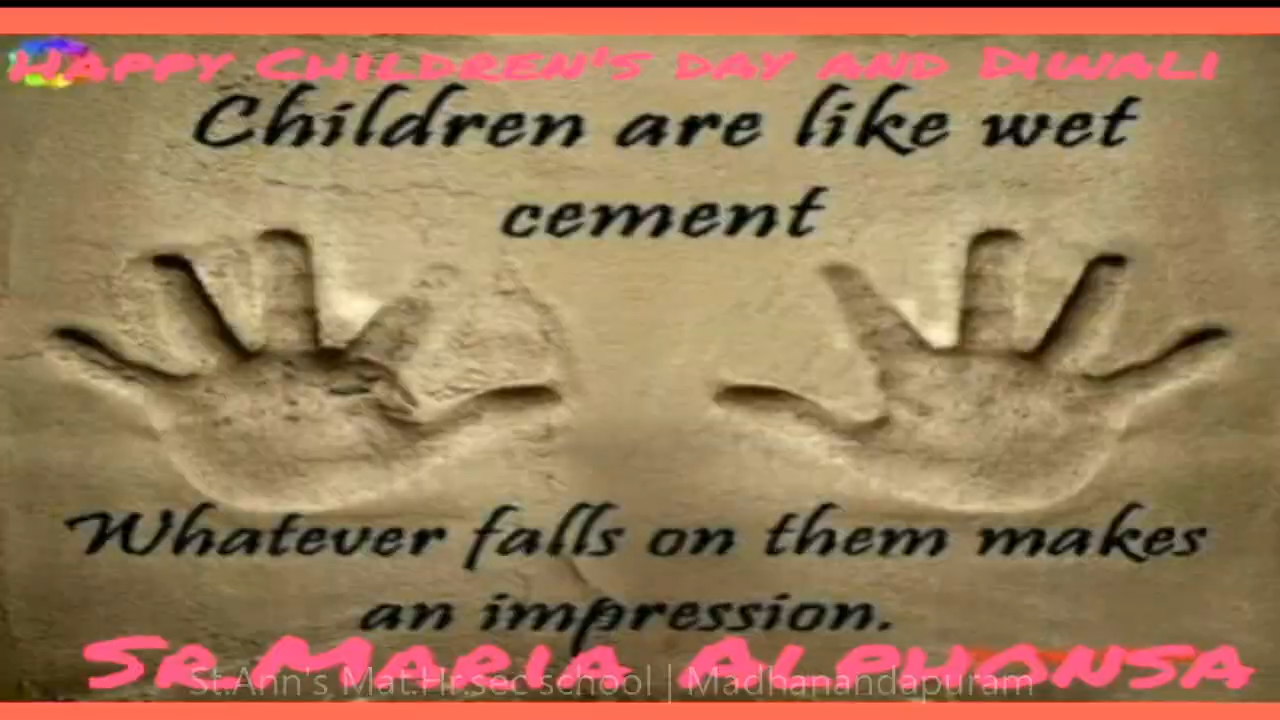 Happy Children's day and Diwali
Children are like wet
cement
Whatever falls on them makes
an impression.
Sr.Maria Alphonsa
St.Ann's Mat.Hr.sec school | Madhanandapuram